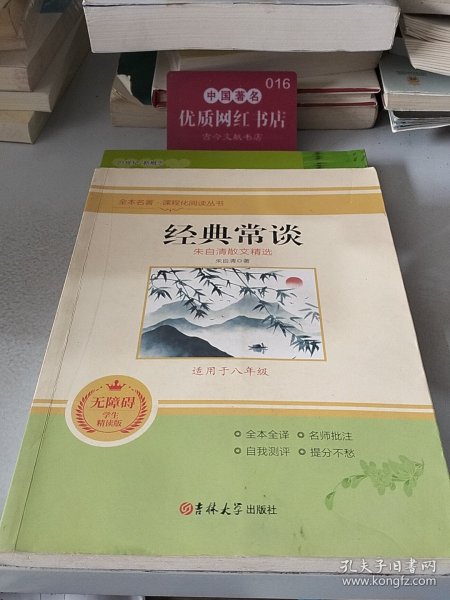 016
中国著名
优质网红书店
古今文献书店
全本名著 课程化阅读丛书
经典常谈
朱自清散文精选
朱自清◎著
适用于八年级
无障碍
学生
精读版
全本全译 名师批注
自我测评 提分不愁
吉林大学出版社
孔夫子旧书网
www.kongfz.com